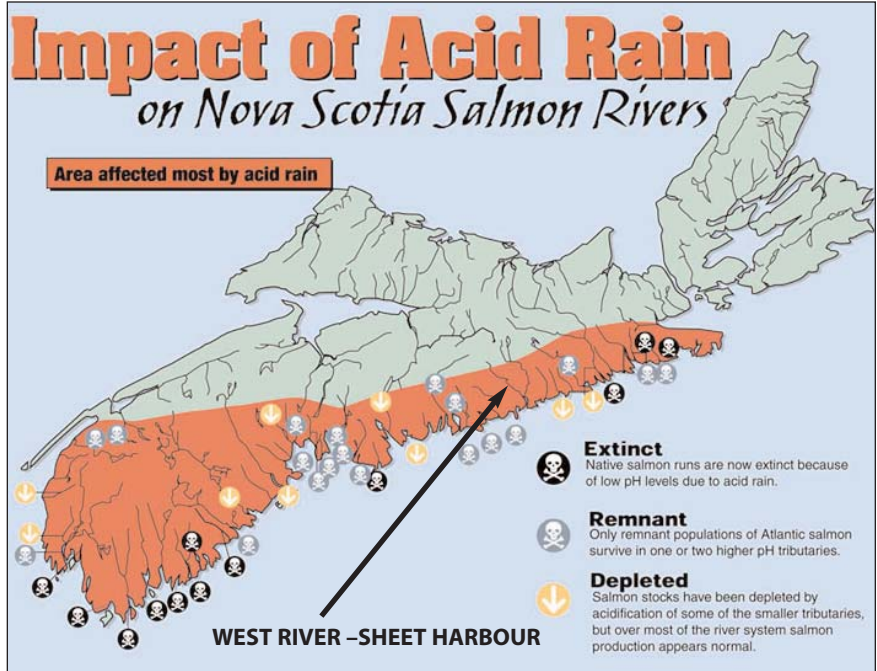 Impact of Acid Rain
on Nova Scotia Salmon Rivers
Area affected most by acid rain
Extinct
Native salmon runs are now extinct because
of low pH levels due to acid rain.
Remnant
Only remnant populations of Atlantic salmon
survive in one or two higher pH tributaries.
Depleted
Salmon stocks have been depleted by
acidification of some of the smaller tributaries,
but over most of the river system salmon
production appears normal.
WEST RIVER –SHEET HARBOUR